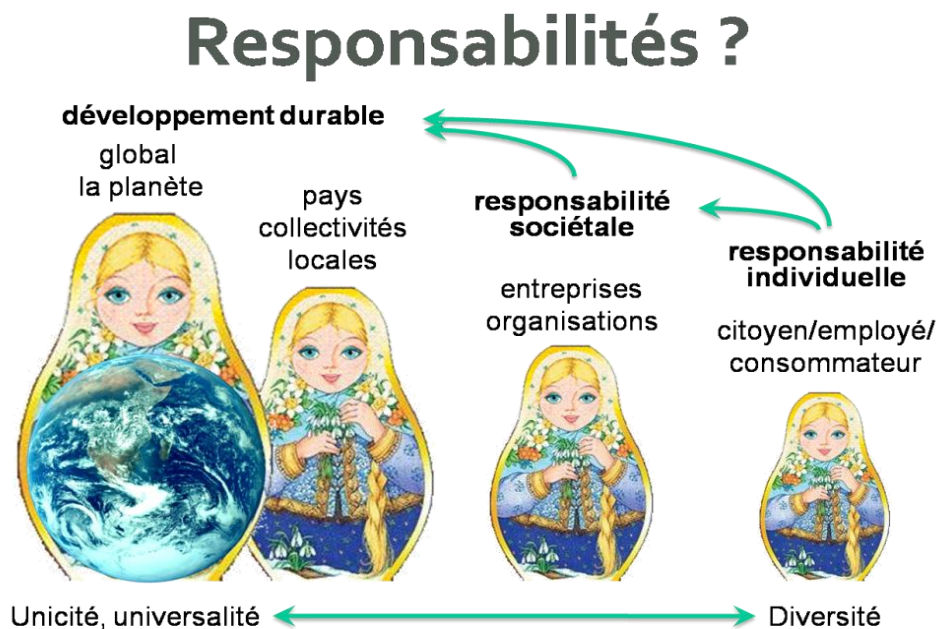 Responsabilités ?
développement durable
global
la planète
pays
collectivités
locales
responsabilité
sociétale
entreprises
organisations
responsabilité
individuelle
citoyen/employé/
consommateur
Unicité, universalité
Diversité